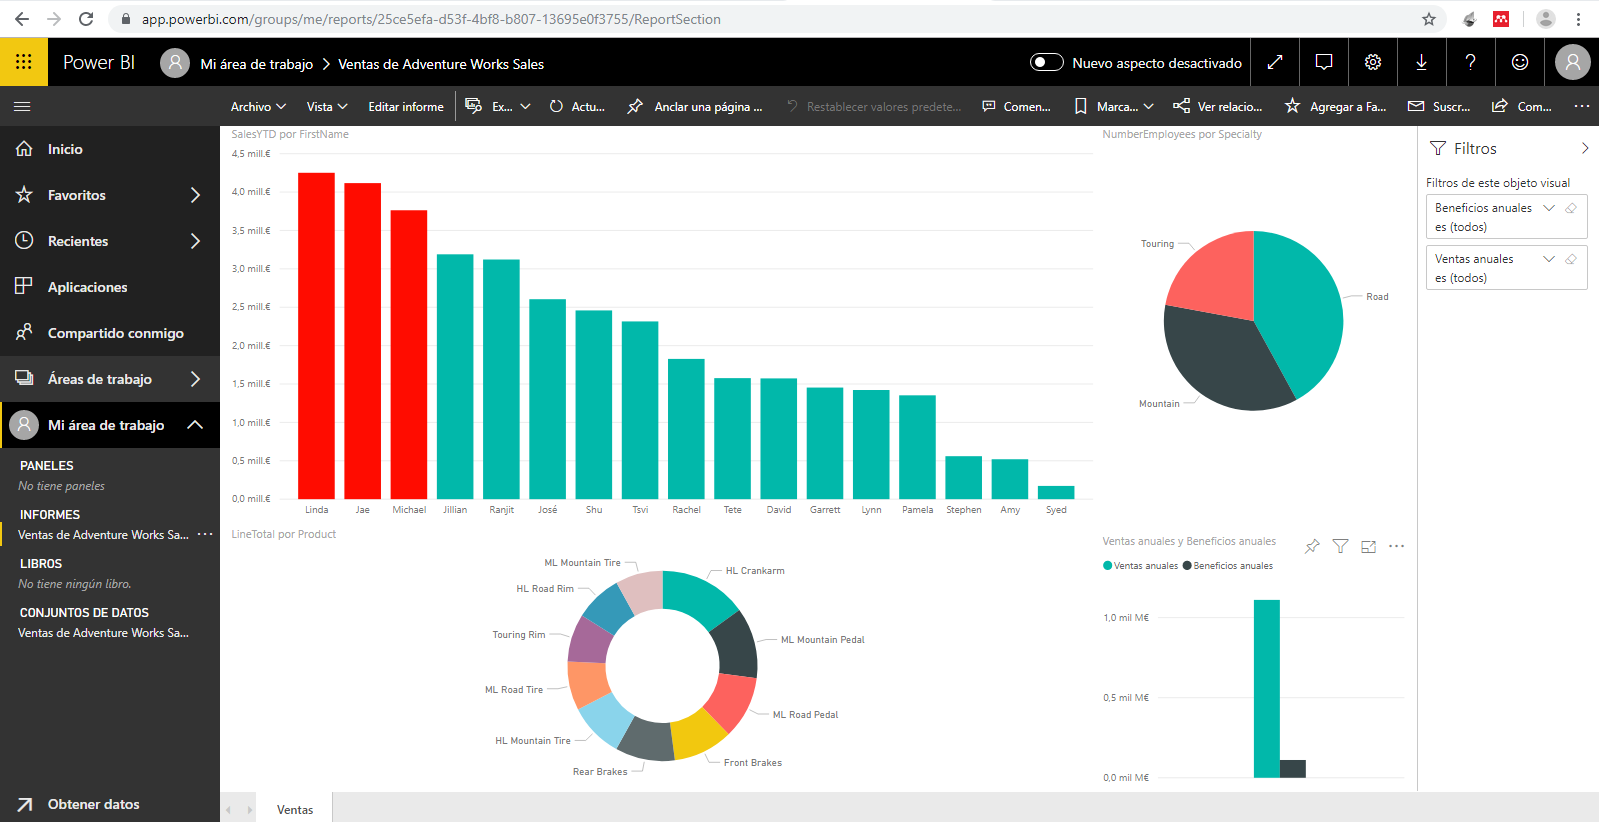 app.powerbi.com/groups/me/reports/25ce5efa-d53f-4bf8-b807-13695e0f3755/ReportSection
Power BI
Mi área de trabajo > Ventas de Adventure Works Sales
Nuevo aspecto desactivado
Archivo
Vista
Editar informe
Ex...
Actu...
Anclar una página ...
Restablecer valores predete...
Comen...
Marca...
Ver relacio...
Agregar a Fa...
Suscr...
Com...
Inicio
Favoritos
Recientes
Aplicaciones
Compartido conmigo
Áreas de trabajo
Mi área de trabajo
PANELES
No tiene paneles
INFORMES
Ventas de Adventure Works Sa...
LIBROS
No tiene ningún libro.
CONJUNTOS DE DATOS
Ventas de Adventure Works Sa...
Obtener datos
SalesYTD por FirstName
4,5 mill.€
4,0 mill.€
3,5 mill.€
3,0 mill.€
2,5 mill.€
2,0 mill.€
1,5 mill.€
1,0 mill.€
0,5 mill.€
0,0 mill.€
Linda Jae Michael Jillian Ranjit José Shu Tsvi Rachel Tete David Garrett Lynn Pamela Stephen Amy Syed
NumberEmployees por Specialty
Touring
Road
Mountain
LineTotal por Product
ML Mountain Tire
HL Crankarm
HL Road Rim
Touring Rim
ML Mountain Pedal
ML Road Tire
ML Road Pedal
HL Mountain Tire
Front Brakes
Rear Brakes
Ventas anuales y Beneficios anuales
Ventas anuales Beneficios anuales
1,0 mil M€
0,5 mil M€
0,0 mil M€
Filtros
Filtros de este objeto visual
Beneficios anuales
es (todos)
Ventas anuales
es (todos)
Ventas